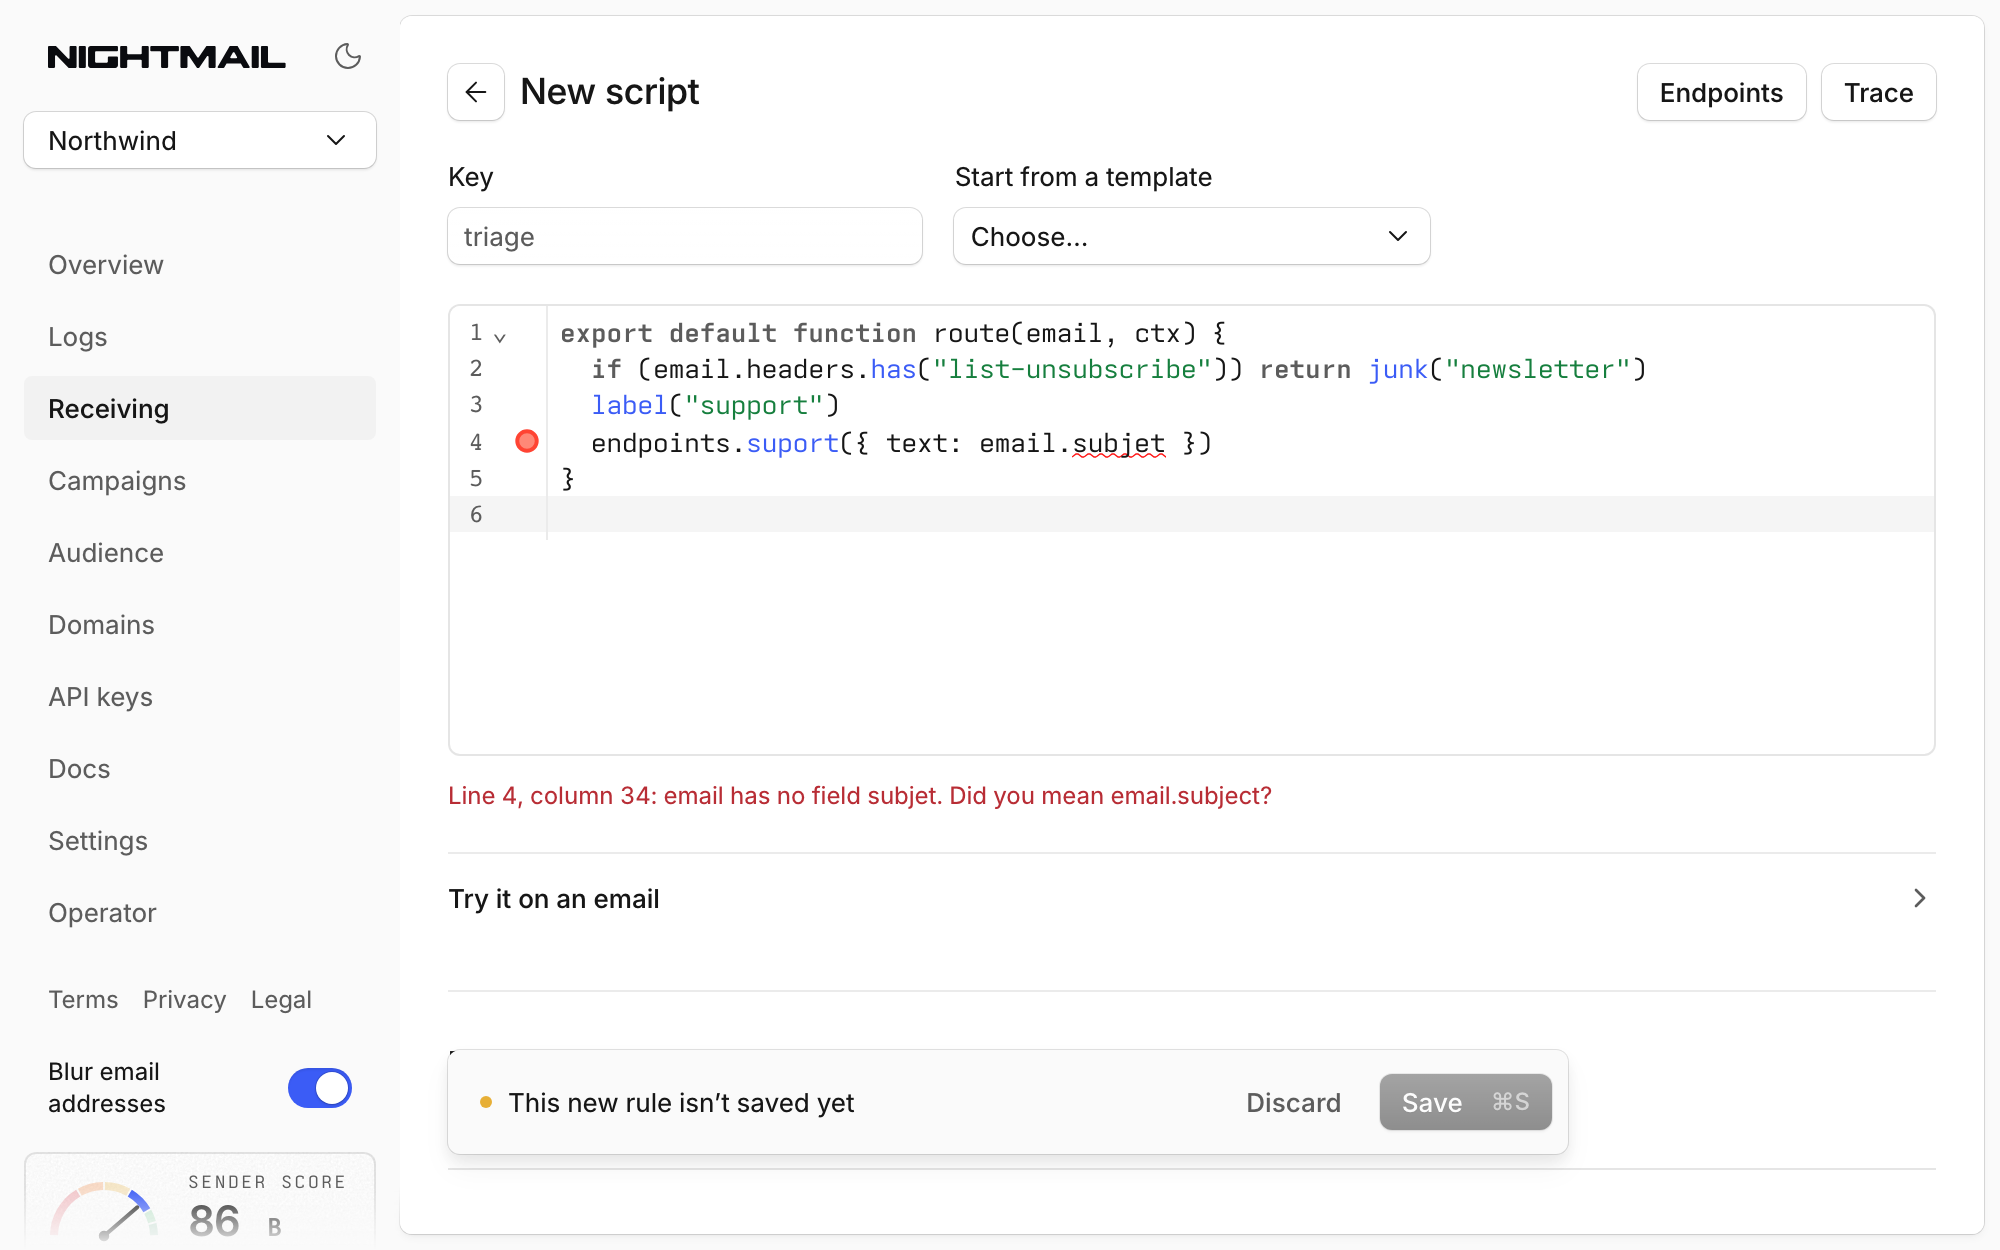 NIGHTMAIL
Northwind
Overview
Logs
Receiving
Campaigns
Audience
Domains
API keys
Docs
Settings
Operator
Terms Privacy Legal
Blur email
addresses
SENDER SCORE
86 B
New script
Endpoints Trace
Key
triage
Start from a template
Choose...
1 export default function route(email, ctx) {
2 if (email.headers.has("list-unsubscribe")) return junk("newsletter")
3 label("support")
4 endpoints.suport({ text: email.subjet })
5 }
6
Line 4, column 34: email has no field subjet. Did you mean email.subject?
Try it on an email
This new rule isn’t saved yet
Discard
Save ⌘S